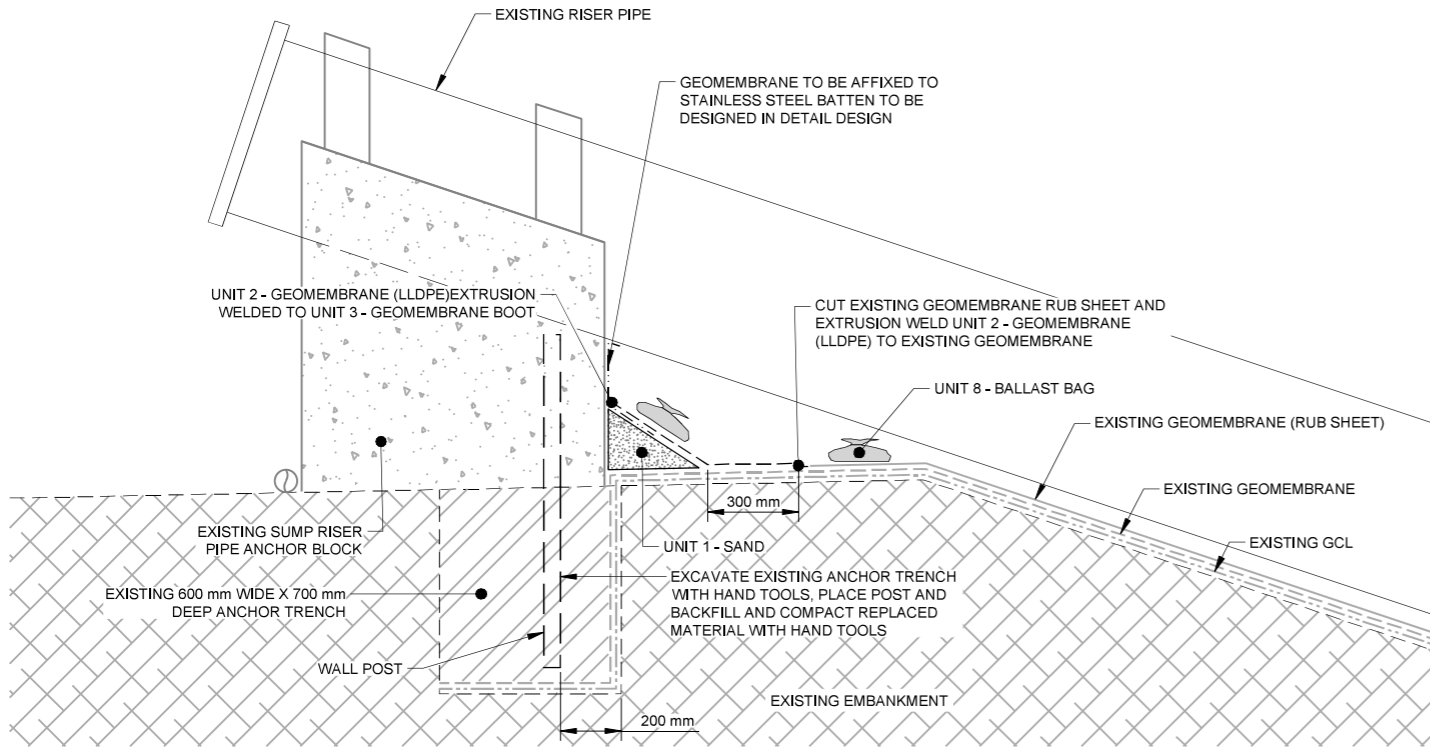 EXISTING RISER PIPE
GEOMEMBRANE TO BE AFFIXED TO
STAINLESS STEEL BATTEN TO BE
DESIGNED IN DETAIL DESIGN
UNIT 2 - GEOMEMBRANE (LLDPE)EXTRUSION
WELDED TO UNIT 3 - GEOMEMBRANE BOOT
CUT EXISTING GEOMEMBRANE RUB SHEET AND
EXTRUSION WELD UNIT 2 - GEOMEMBRANE
(LLDPE) TO EXISTING GEOMEMBRANE
UNIT 8 - BALLAST BAG
EXISTING GEOMEMBRANE (RUB SHEET)
EXISTING GEOMEMBRANE
EXISTING GCL
300 mm
EXISTING SUMP RISER
PIPE ANCHOR BLOCK
UNIT 1 - SAND
EXISTING 600 mm WIDE X 700 mm
DEEP ANCHOR TRENCH
EXCAVATE EXISTING ANCHOR TRENCH
WITH HAND TOOLS, PLACE POST AND
BACKFILL AND COMPACT REPLACED
MATERIAL WITH HAND TOOLS
WALL POST
EXISTING EMBANKMENT
200 mm